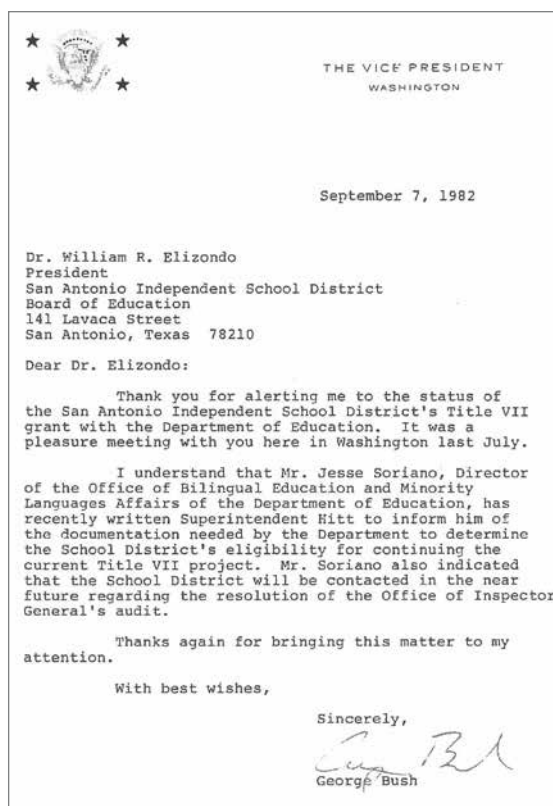 THE VICE PRESIDENT
WASHINGTON
September 7, 1982
Dr. William R. Elizondo
President
San Antonio Independent School District
Board of Education
141 Lavaca Street
San Antonio, Texas 78210
Dear Dr. Elizondo:
Thank you for alerting me to the status of
the San Antonio Independent School District's Title VII
grant with the Department of Education. It was a
pleasure meeting with you here in Washington last July.
I understand that Mr. Jesse Soriano, Director
of the Office of Bilingual Education and Minority
Languages Affairs of the Department of Education, has
recently written Superintendent Hitt to inform him of
the documentation needed by the Department to determine
the School District's eligibility for continuing the
current Title VII project. Mr. Soriano also indicated
that the School District will be contacted in the near
future regarding the resolution of the Office of Inspector
General's audit.
Thanks again for bringing this matter to my
attention.
With best wishes,
Sincerely,
George Bush